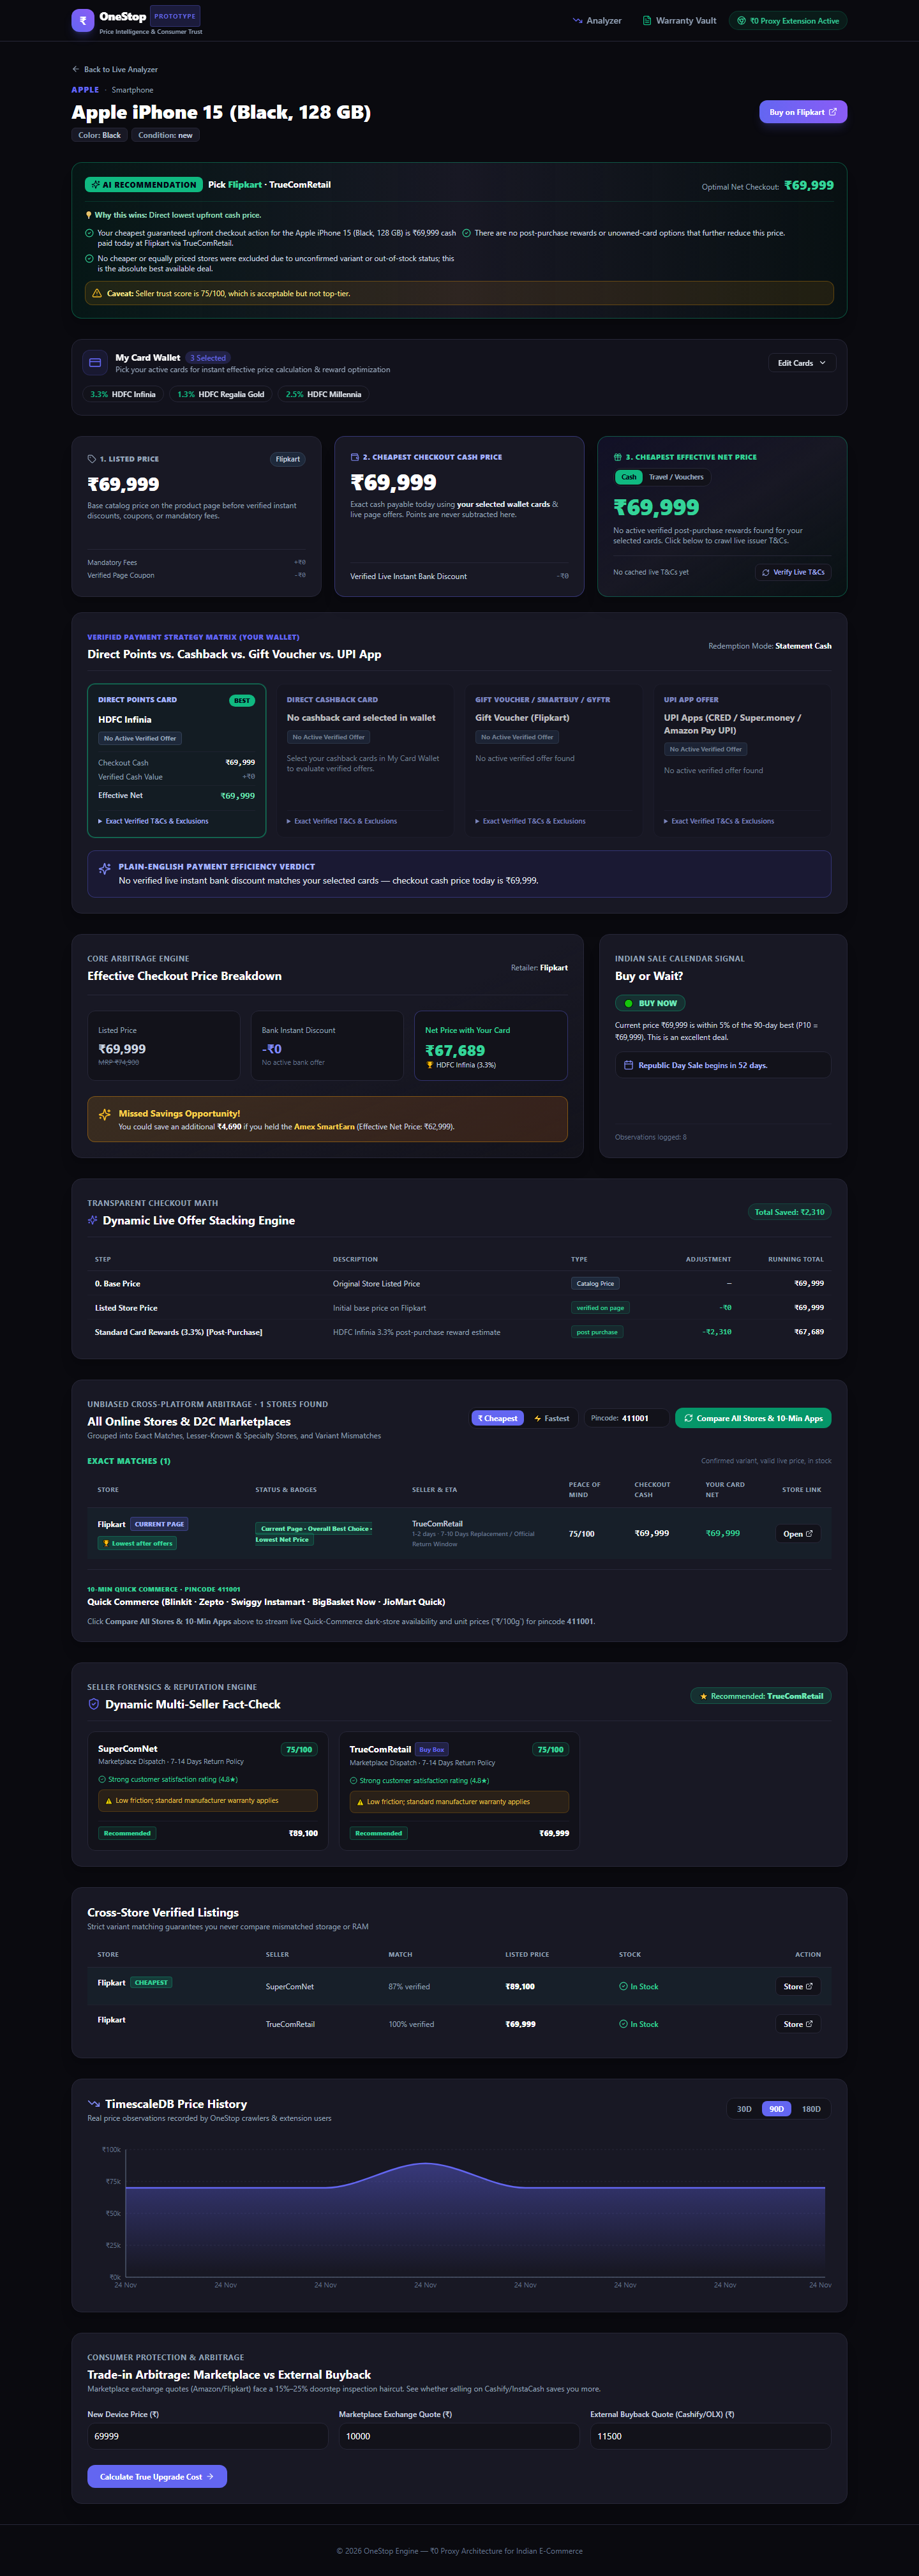 ₹
OneStop PROTOTYPE
Price Intelligence & Consumer Trust
Analyzer
Warranty Vault
₹0 Proxy Extension Active
Back to Live Analyzer
APPLE · Smartphone
Apple iPhone 15 (Black, 128 GB)
Color: Black Condition: new
Buy on Flipkart
AI RECOMMENDATION Pick Flipkart · TrueComRetail
Optimal Net Checkout: ₹69,999
Why this wins: Direct lowest upfront cash price.
Your cheapest guaranteed upfront checkout action for the Apple iPhone 15 (Black, 128 GB) is ₹69,999 cash
paid today at Flipkart via TrueComRetail.
There are no post-purchase rewards or unowned-card options that further reduce this price.
No cheaper or equally priced stores were excluded due to unconfirmed variant or out-of-stock status; this
is the absolute best available deal.
Caveat: Seller trust score is 75/100, which is acceptable but not top-tier.
My Card Wallet 3 Selected
Pick your active cards for instant effective price calculation & reward optimization
Edit Cards
3.3% HDFC Infinia
1.3% HDFC Regalia Gold
2.5% HDFC Millennia
1. LISTED PRICE Flipkart
₹69,999
Base catalog price on the product page before verified instant
discounts, coupons, or mandatory fees.
Mandatory Fees +₹0
Verified Page Coupon -₹0
2. CHEAPEST CHECKOUT CASH PRICE
₹69,999
Exact cash payable today using your selected wallet cards &
live page offers. Points are never subtracted here.
Verified Live Instant Bank Discount -₹0
3. CHEAPEST EFFECTIVE NET PRICE
Cash Travel / Vouchers
₹69,999
No active verified post-purchase rewards found for your
selected cards. Click below to crawl live issuer T&Cs.
No cached live T&Cs yet Verify Live T&Cs
VERIFIED PAYMENT STRATEGY MATRIX (YOUR WALLET)
Direct Points vs. Cashback vs. Gift Voucher vs. UPI App
Redemption Mode: Statement Cash
DIRECT POINTS CARD BEST
HDFC Infinia
No Active Verified Offer
Checkout Cash ₹69,999
Verified Cash Value +₹0
Effective Net ₹69,999
▶ Exact Verified T&Cs & Exclusions
DIRECT CASHBACK CARD
No cashback card selected in wallet
No Active Verified Offer
Select your cashback cards in My Card Wallet
to evaluate verified offers.
▶ Exact Verified T&Cs & Exclusions
GIFT VOUCHER / SMARTBUY / GYFTR
Gift Voucher (Flipkart)
No Active Verified Offer
No active verified offer found
▶ Exact Verified T&Cs & Exclusions
UPI APP OFFER
UPI Apps (CRED / Super.money /
Amazon Pay UPI)
No Active Verified Offer
No active verified offer found
▶ Exact Verified T&Cs & Exclusions
PLAIN-ENGLISH PAYMENT EFFICIENCY VERDICT
No verified live instant bank discount matches your selected cards — checkout cash price today is ₹69,999.
CORE ARBITRAGE ENGINE
Effective Checkout Price Breakdown
Retailer: Flipkart
Listed Price
₹69,999
MRP ₹74,900
Bank Instant Discount
-₹0
No active bank offer
Net Price with Your Card
₹67,689
HDFC Infinia (3.3%)
Missed Savings Opportunity!
You could save an additional ₹4,690 if you held the Amex SmartEarn (Effective Net Price: ₹62,999).
INDIAN SALE CALENDAR SIGNAL
Buy or Wait?
BUY NOW
Current price ₹69,999 is within 5% of the 90-day best (P10 =
₹69,999). This is an excellent deal.
Republic Day Sale begins in 52 days.
Observations logged: 8
TRANSPARENT CHECKOUT MATH
Dynamic Live Offer Stacking Engine
Total Saved: ₹2,310
STEP DESCRIPTION TYPE ADJUSTMENT RUNNING TOTAL
0. Base Price Original Store Listed Price Catalog Price — ₹69,999
Listed Store Price Initial base price on Flipkart verified on page -₹0 ₹69,999
Standard Card Rewards (3.3%) [Post-Purchase] HDFC Infinia 3.3% post-purchase reward estimate post purchase -₹2,310 ₹67,689
UNBIASED CROSS-PLATFORM ARBITRAGE · 1 STORES FOUND
All Online Stores & D2C Marketplaces
Grouped into Exact Matches, Lesser-Known & Specialty Stores, and Variant Mismatches
₹ Cheapest Fastest Pincode: 411001 Compare All Stores & 10-Min Apps
EXACT MATCHES (1)
Confirmed variant, valid live price, in stock
STORE STATUS & BADGES SELLER & ETA PEACE OF MIND CHECKOUT CASH YOUR CARD NET STORE LINK
Flipkart CURRENT PAGE
Lowest after offers
Current Page · Overall Best Choice ·
Lowest Net Price
TrueComRetail
1-2 days · 7-10 Days Replacement / Official
Return Window
75/100 ₹69,999 ₹69,999 Open
10-MIN QUICK COMMERCE · PINCODE 411001
Quick Commerce (Blinkit · Zepto · Swiggy Instamart · BigBasket Now · JioMart Quick)
Click Compare All Stores & 10-Min Apps above to stream live Quick-Commerce dark-store availability and unit prices (`₹/100g`) for pincode 411001.
SELLER FORENSICS & REPUTATION ENGINE
Dynamic Multi-Seller Fact-Check
Recommended: TrueComRetail
SuperComNet 75/100
Marketplace Dispatch · 7-14 Days Return Policy
Strong customer satisfaction rating (4.8★)
Low friction; standard manufacturer warranty applies
Recommended ₹89,100
TrueComRetail Buy Box 75/100
Marketplace Dispatch · 7-14 Days Return Policy
Strong customer satisfaction rating (4.8★)
Low friction; standard manufacturer warranty applies
Recommended ₹69,999
Cross-Store Verified Listings
Strict variant matching guarantees you never compare mismatched storage or RAM
STORE SELLER MATCH LISTED PRICE STOCK ACTION
Flipkart CHEAPEST SuperComNet 87% verified ₹89,100 In Stock Store
Flipkart TrueComRetail 100% verified ₹69,999 In Stock Store
TimescaleDB Price History
Real price observations recorded by OneStop crawlers & extension users
30D 90D 180D
₹100k
₹75k
₹50k
₹25k
₹0k
24 Nov 24 Nov 24 Nov 24 Nov 24 Nov 24 Nov 24 Nov 24 Nov
CONSUMER PROTECTION & ARBITRAGE
Trade-in Arbitrage: Marketplace vs External Buyback
Marketplace exchange quotes (Amazon/Flipkart) face a 15%–25% doorstep inspection haircut. See whether selling on Cashify/InstaCash saves you more.
New Device Price (₹) Marketplace Exchange Quote (₹) External Buyback Quote (Cashify/OLX) (₹)
69999 10000 11500
Calculate True Upgrade Cost
© 2026 OneStop Engine — ₹0 Proxy Architecture for Indian E-Commerce